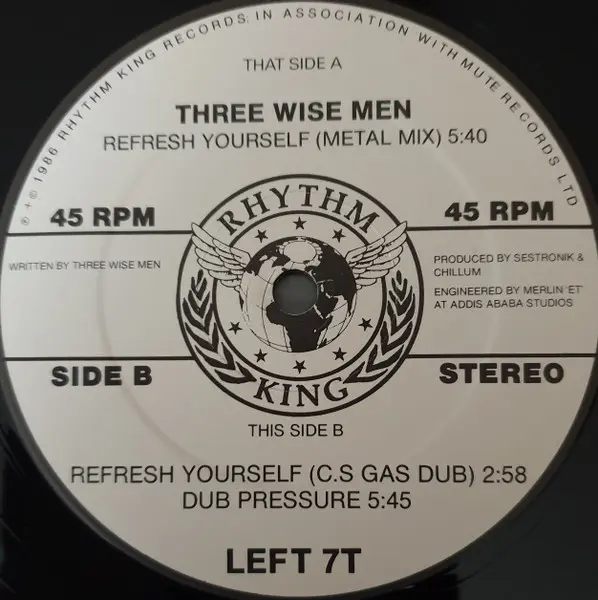 ℗ © 1986 RHYTHM KING RECORDS: IN ASSOCIATION WITH MUTE RECORDS LTD
THAT SIDE A
THREE WISE MEN
REFRESH YOURSELF (METAL MIX) 5:40
45 RPM
45 RPM
RHYTHM
WRITTEN BY THREE WISE MEN
PRODUCED BY SESTRONIK &
CHILLUM
ENGINEERED BY MERLIN 'ET'
AT ADDIS ABABA STUDIOS
SIDE B
STEREO
KING
THIS SIDE B
REFRESH YOURSELF (C.S GAS DUB) 2:58
DUB PRESSURE 5:45
LEFT 7T